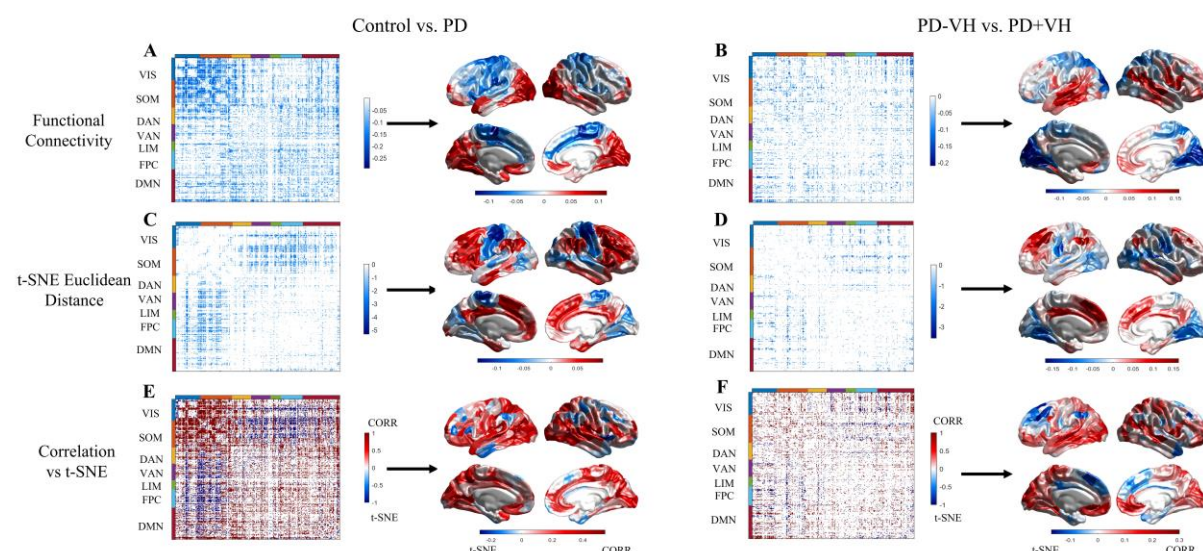 Control vs. PD
PD-VH vs. PD+VH
Functional
Connectivity
A
VIS
SOM
DAN
VAN
LIM
FPC
DMN
-0.05
-0.1
-0.15
-0.2
-0.25
-0.1 -0.05 0 0.05 0.1
B
VIS
SOM
DAN
VAN
LIM
FPC
DMN
0
-0.05
-0.1
-0.15
-0.2
-0.1 -0.05 0 0.05 0.1 0.15
t-SNE Euclidean
Distance
C
VIS
SOM
DAN
VAN
LIM
FPC
DMN
0
-1
-2
-3
-4
-5
-0.1 -0.05 0 0.05 0.1
D
VIS
SOM
DAN
VAN
LIM
FPC
DMN
0
-1
-2
-3
-0.15 -0.1 -0.05 0 0.05 0.1 0.15
Correlation
vs t-SNE
E
VIS
SOM
DAN
VAN
LIM
FPC
DMN
CORR
1
0.5
0
-0.5
-1
t-SNE
-0.2 0 0.2 0.4
t-SNE CORR
F
VIS
SOM
DAN
VAN
LIM
FPC
DMN
CORR
1
0.5
0
-0.5
-1
t-SNE
-0.1 0 0.1 0.2 0.3
t-SNE CORR